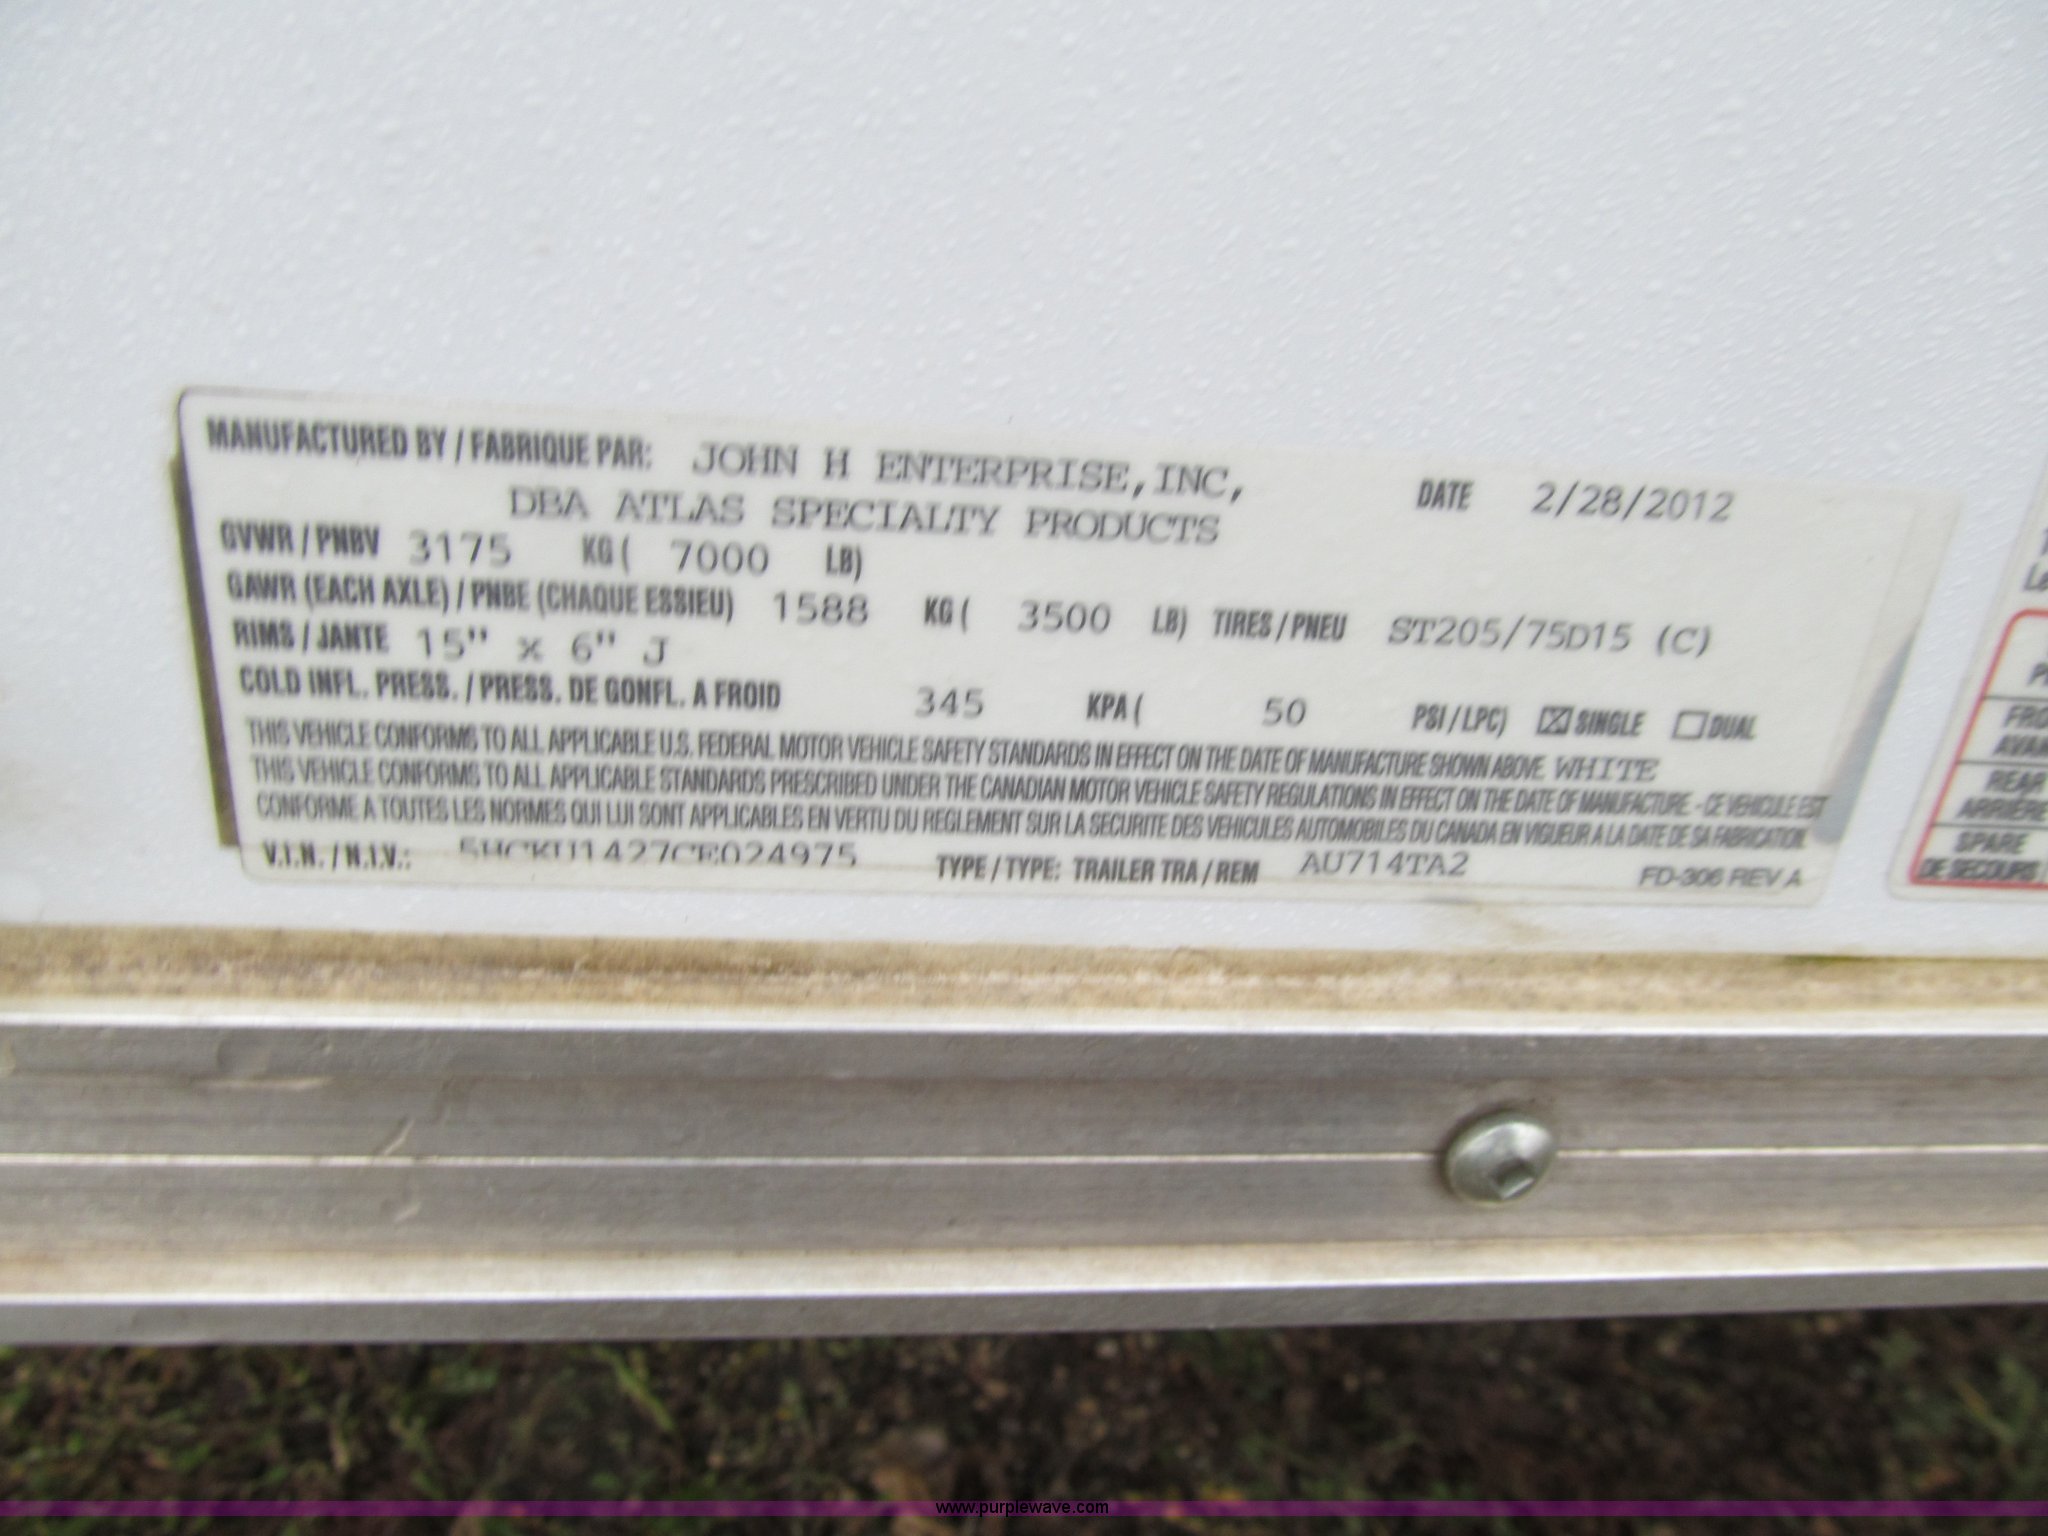 MANUFACTURED BY / FABRIQUE PAR: JOHN H ENTERPRISE,INC, DATE 2/28/2012
DBA ATLAS SPECIALTY PRODUCTS
GVWR / PNBV 3175 KG ( 7000 LB)
GAWR (EACH AXLE) / PNBE (CHAQUE ESSIEU) 1588 KG ( 3500 LB) TIRES / PNEU ST205/75D15 (C)
RIMS / JANTE 15" x 6" J
COLD INFL. PRESS. / PRESS. DE GONFL. A FROID 345 KPA ( 50 PSI / LPC) ☒ SINGLE ☐ DUAL
THIS VEHICLE CONFORMS TO ALL APPLICABLE U.S. FEDERAL MOTOR VEHICLE SAFETY STANDARDS IN EFFECT ON THE DATE OF MANUFACTURE SHOWN ABOVE. WHITE
THIS VEHICLE CONFORMS TO ALL APPLICABLE STANDARDS PRESCRIBED UNDER THE CANADIAN MOTOR VEHICLE SAFETY REGULATIONS IN EFFECT ON THE DATE OF MANUFACTURE - CE VEHICULE EST
CONFORME A TOUTES LES NORMES QUI LUI SONT APPLICABLES EN VERTU DU REGLEMENT SUR LA SECURITE DES VEHICULES AUTOMOBILES DU CANADA EN VIGUEUR A LA DATE DE SA FABRICATION.
V.I.N. / N.I.V.: 5HCKU1427CE024975 TYPE / TYPE: TRAILER TRA / REM AU714TA2
FD-306 REV A
FRO
AVAN
REAR
ARRIÈRE
SPARE
DE SECOURS
www.purplewave.com